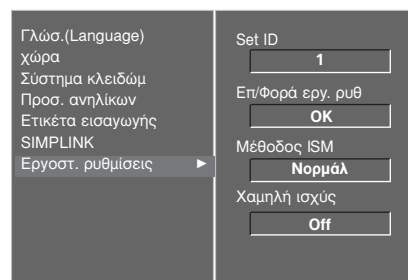 Γλώσ.(Language)
χώρα
Σύστημα κλειδώμ
Προσ. ανηλίκων
Ετικέτα εισαγωγής
SIMPLINK
Εργοστ. ρυθμίσεις ►
Set ID
1
Επ/Φορά εργ. ρυθ
OK
Μέθοδος ISM
Νορμάλ
Χαμηλή ισχύς
Off